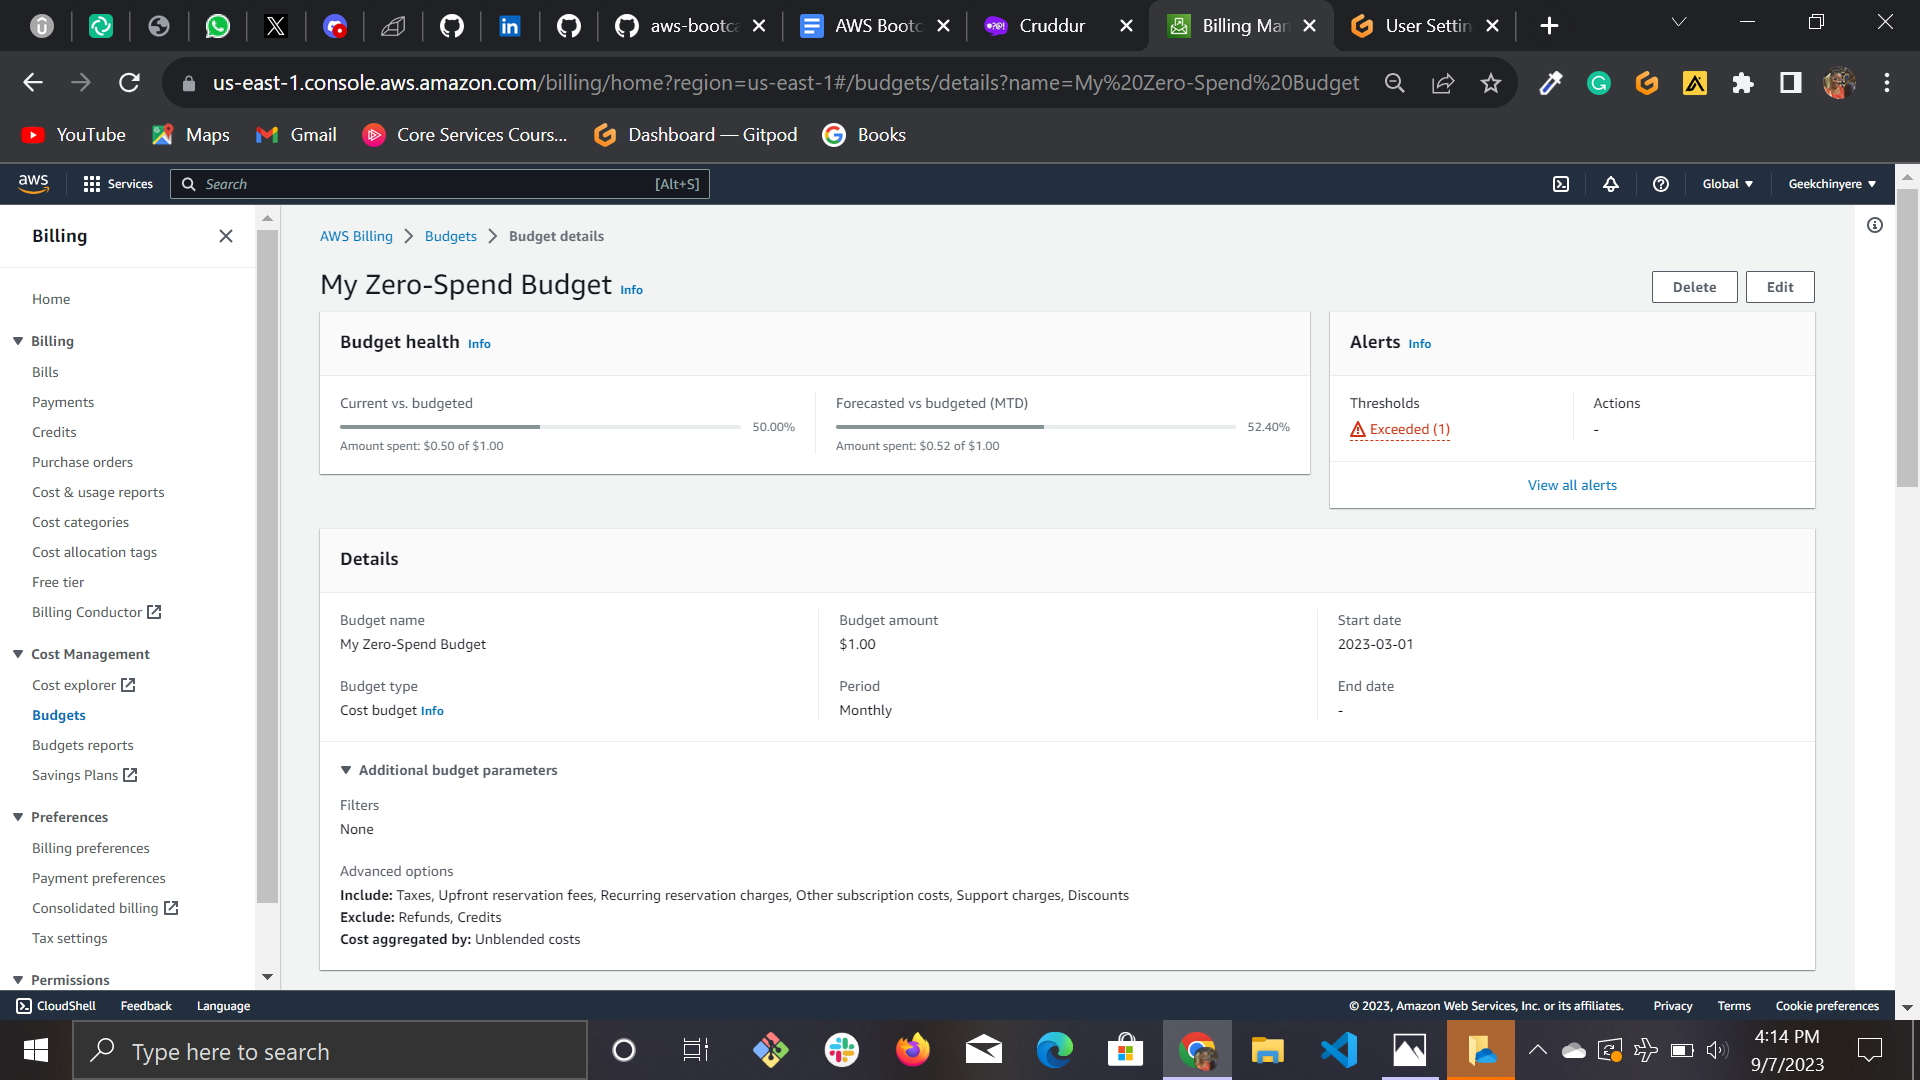 aws-bootca
AWS Bootc
Cruddur
Billing Man
User Settin
us-east-1.console.aws.amazon.com/billing/home?region=us-east-1#/budgets/details?name=My%20Zero-Spend%20Budget
YouTube
Maps
Gmail
Core Services Cours...
Dashboard — Gitpod
Books
aws
Services
Search
[Alt+S]
Global
Geekchinyere
Billing
Home
Billing
Bills
Payments
Credits
Purchase orders
Cost & usage reports
Cost categories
Cost allocation tags
Free tier
Billing Conductor
Cost Management
Cost explorer
Budgets
Budgets reports
Savings Plans
Preferences
Billing preferences
Payment preferences
Consolidated billing
Tax settings
Permissions
AWS Billing
Budgets
Budget details
My Zero-Spend Budget Info
Delete
Edit
Budget health Info
Current vs. budgeted
50.00%
Amount spent: $0.50 of $1.00
Forecasted vs budgeted (MTD)
52.40%
Amount spent: $0.52 of $1.00
Alerts Info
Thresholds
Exceeded (1)
Actions
-
View all alerts
Details
Budget name
My Zero-Spend Budget
Budget type
Cost budget Info
Budget amount
$1.00
Period
Monthly
Start date
2023-03-01
End date
-
Additional budget parameters
Filters
None
Advanced options
Include: Taxes, Upfront reservation fees, Recurring reservation charges, Other subscription costs, Support charges, Discounts
Exclude: Refunds, Credits
Cost aggregated by: Unblended costs
CloudShell
Feedback
Language
© 2023, Amazon Web Services, Inc. or its affiliates.
Privacy
Terms
Cookie preferences
Type here to search
4:14 PM
9/7/2023